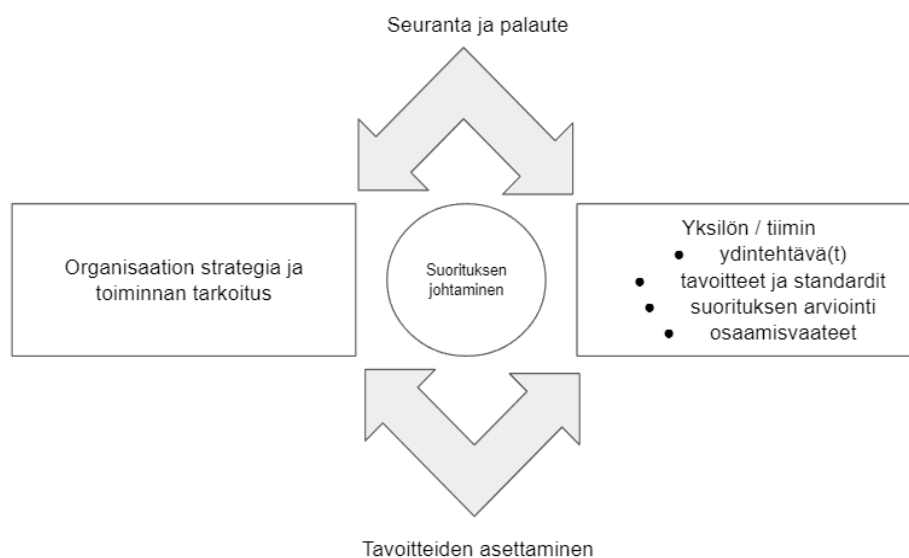 Seuranta ja palaute
Organisaation strategia ja
toiminnan tarkoitus
Suorituksen
johtaminen
Yksilön / tiimin
● ydintehtävä(t)
● tavoitteet ja standardit
● suorituksen arviointi
● osaamisvaateet
Tavoitteiden asettaminen